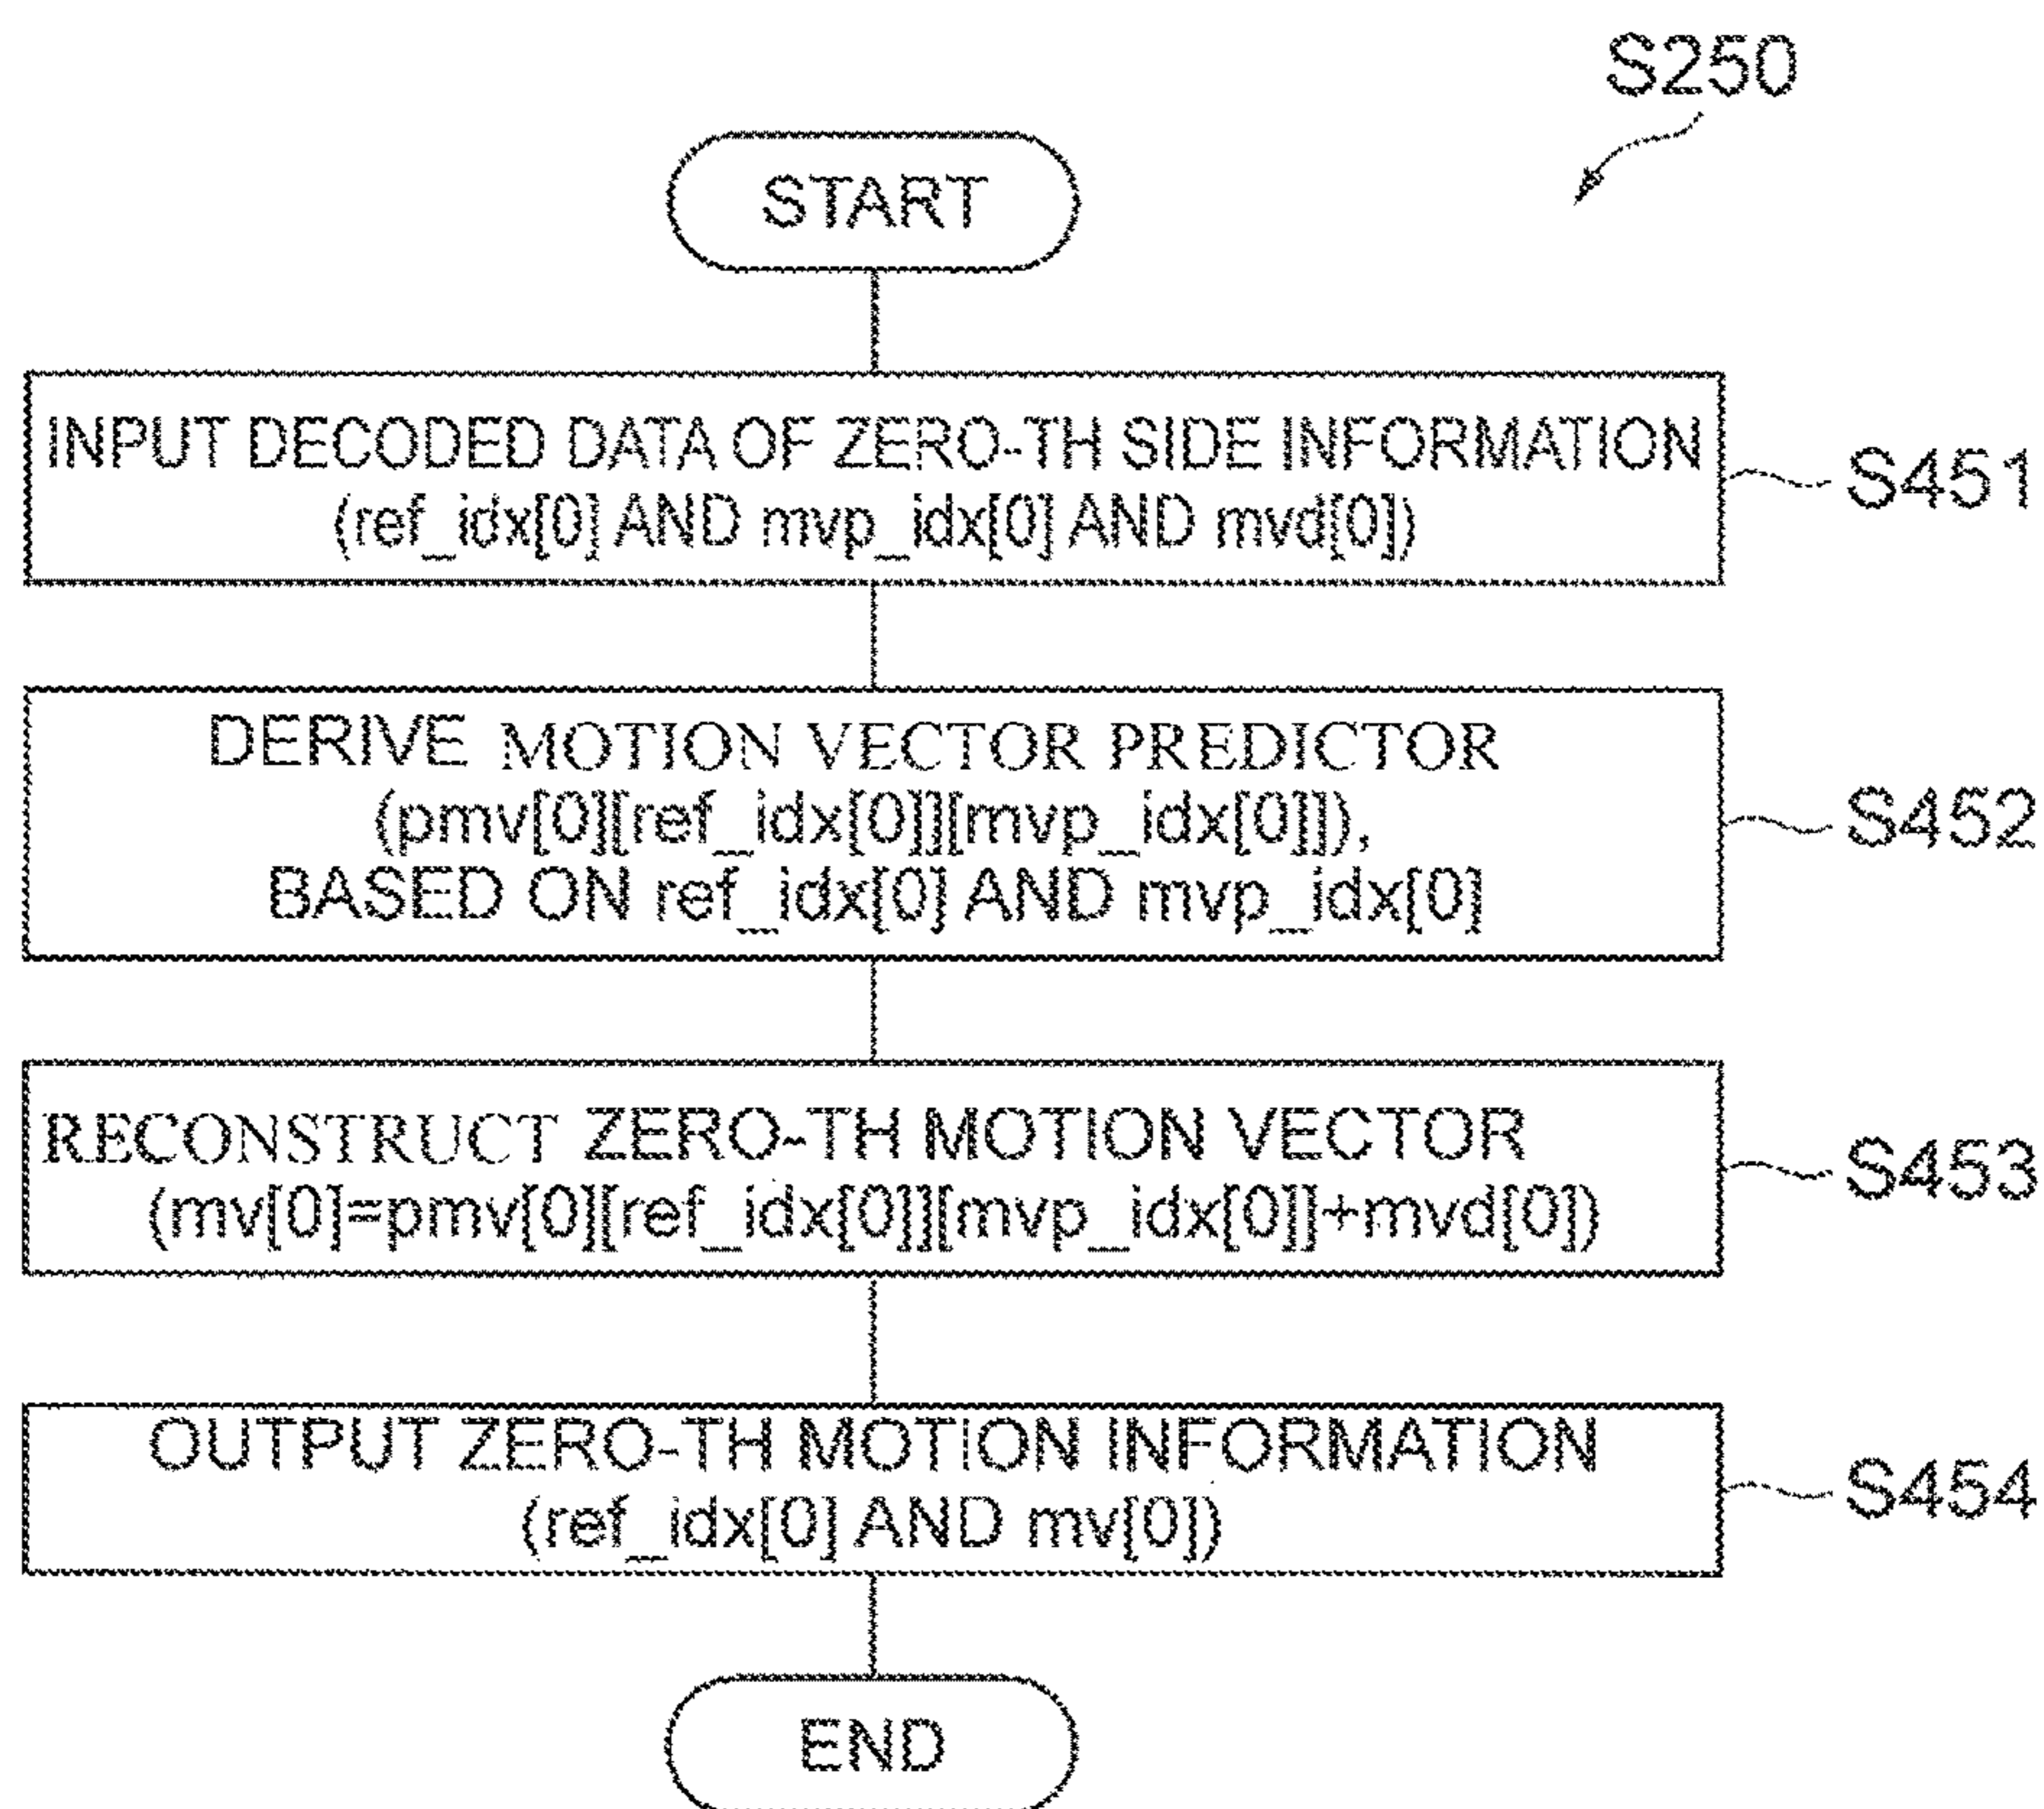 S250
START
INPUT DECODED DATA OF ZERO-TH SIDE INFORMATION
(ref_idx[0] AND mvp_idx[0] AND mvd[0])
S451
DERIVE MOTION VECTOR PREDICTOR
(pmv[0][ref_idx[0]][mvp_idx[0]]),
BASED ON ref_idx[0] AND mvp_idx[0]
S452
RECONSTRUCT ZERO-TH MOTION VECTOR
(mv[0]=pmv[0][ref_idx[0]][mvp_idx[0]]+mvd[0])
S453
OUTPUT ZERO-TH MOTION INFORMATION
(ref_idx[0] AND mv[0])
S454
END